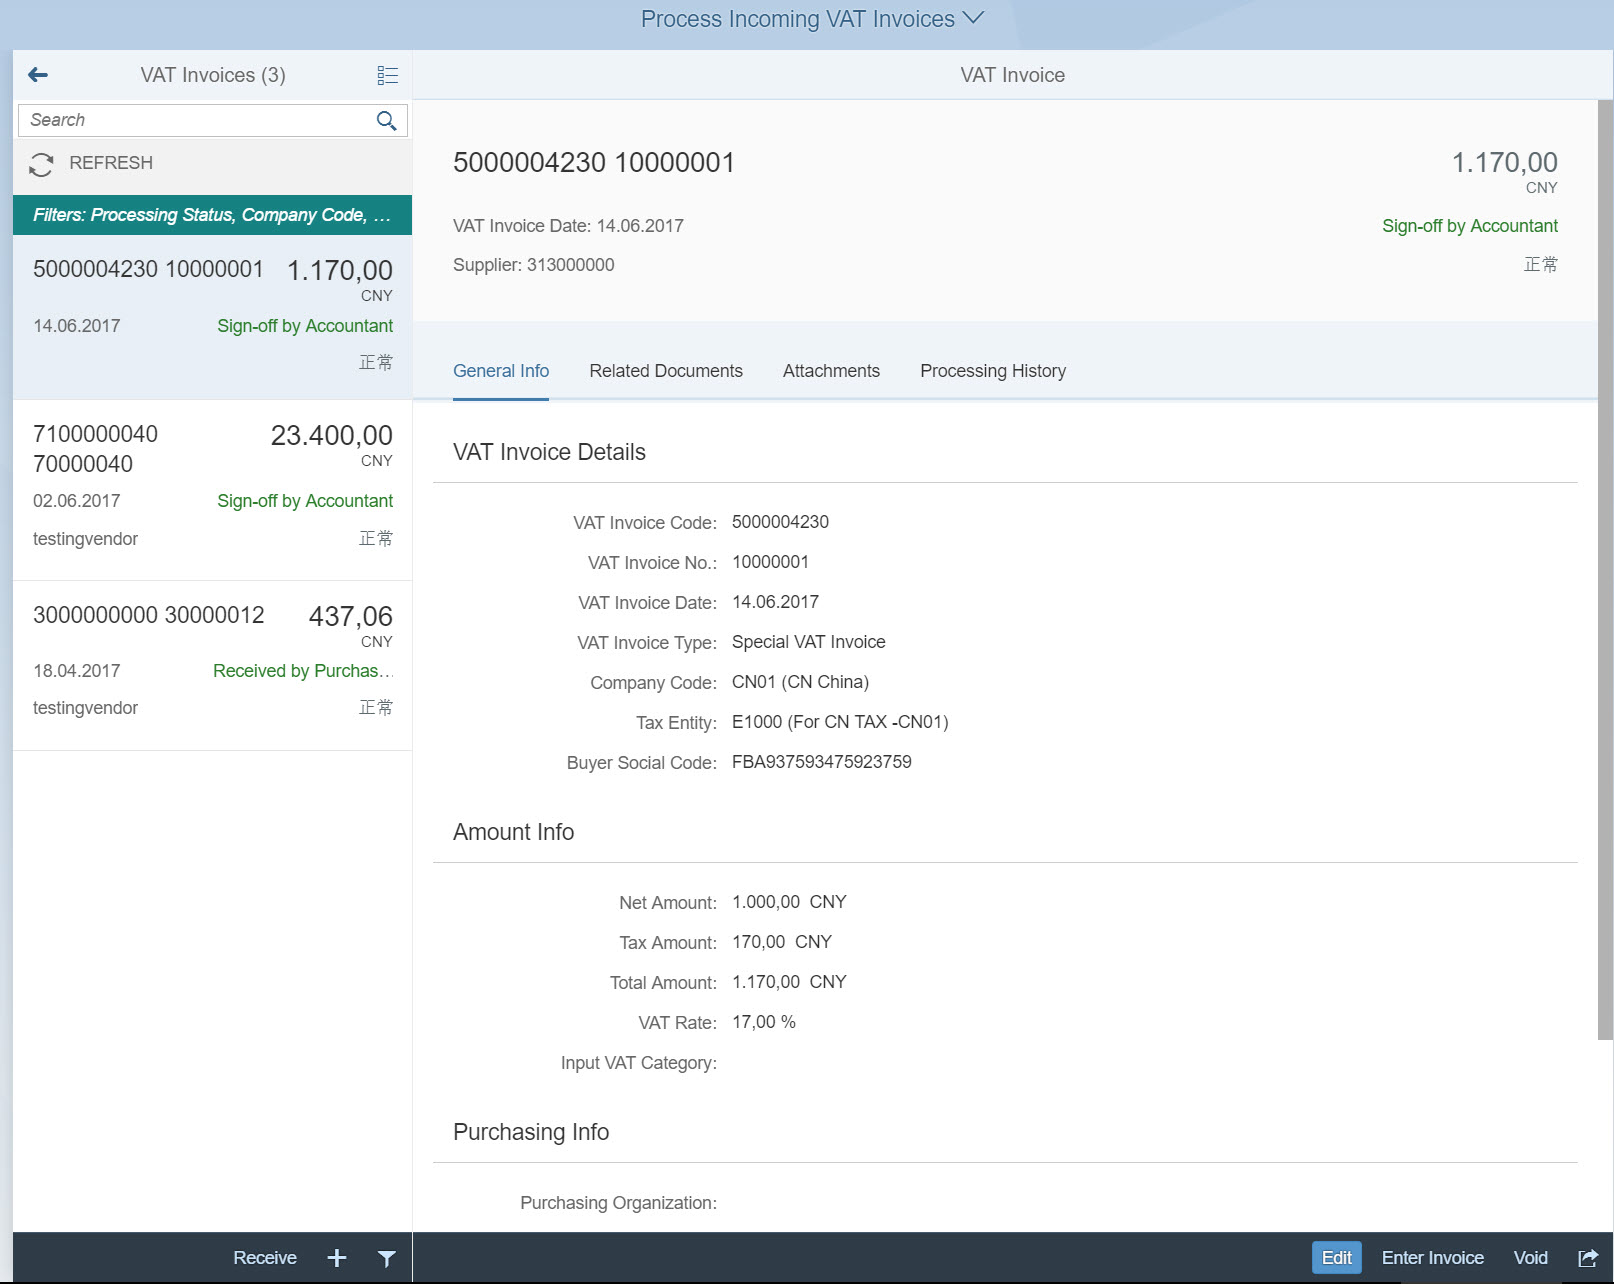 Process Incoming VAT Invoices
VAT Invoices (3)
Search
REFRESH
Filters: Processing Status, Company Code, ...
5000004230 10000001 1.170,00
CNY
14.06.2017 Sign-off by Accountant
正常
7100000040 23.400,00
70000040 CNY
02.06.2017 Sign-off by Accountant
testingvendor 正常
3000000000 30000012 437,06
CNY
18.04.2017 Received by Purchas...
testingvendor 正常
Receive
VAT Invoice
5000004230 10000001 1.170,00
CNY
VAT Invoice Date: 14.06.2017 Sign-off by Accountant
Supplier: 313000000 正常
General Info Related Documents Attachments Processing History
VAT Invoice Details
VAT Invoice Code: 5000004230
VAT Invoice No.: 10000001
VAT Invoice Date: 14.06.2017
VAT Invoice Type: Special VAT Invoice
Company Code: CN01 (CN China)
Tax Entity: E1000 (For CN TAX -CN01)
Buyer Social Code: FBA937593475923759
Amount Info
Net Amount: 1.000,00 CNY
Tax Amount: 170,00 CNY
Total Amount: 1.170,00 CNY
VAT Rate: 17,00 %
Input VAT Category:
Purchasing Info
Purchasing Organization:
Edit Enter Invoice Void